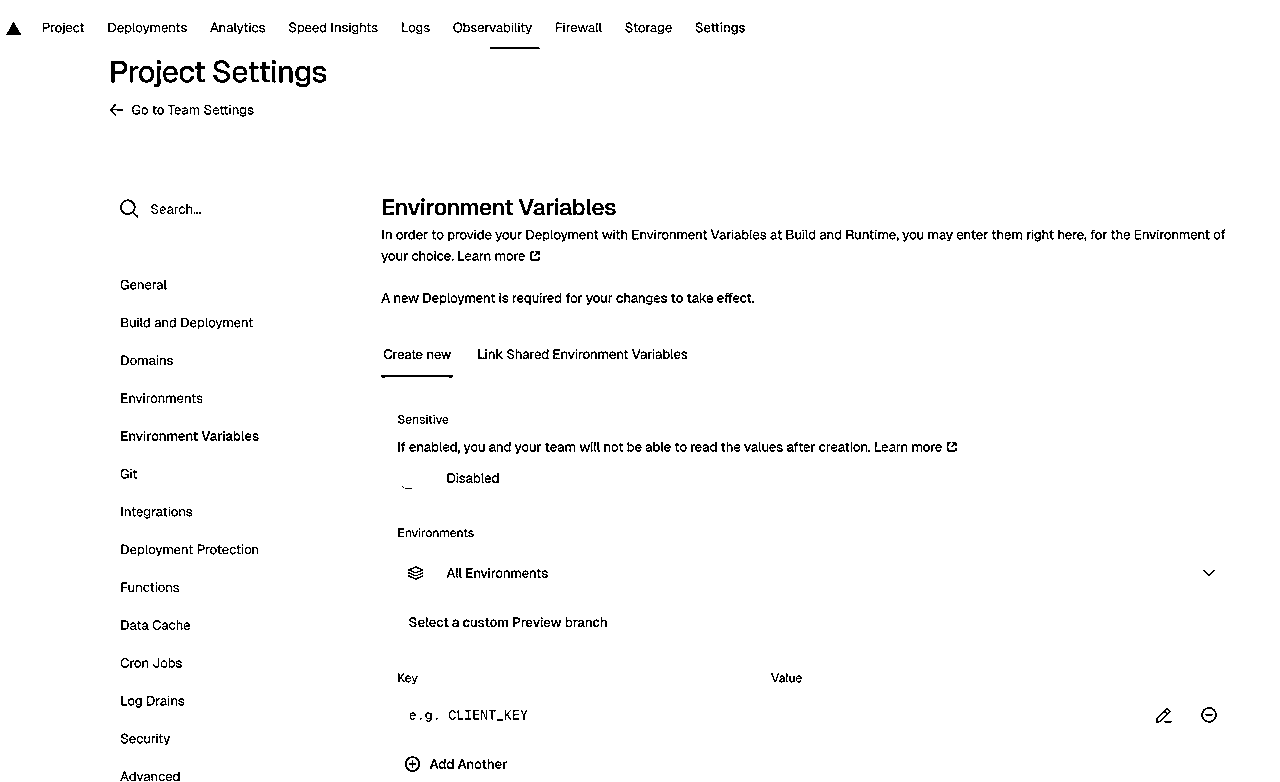 Project Deployments Analytics Speed Insights Logs Observability Firewall Storage Settings
Project Settings
Go to Team Settings
Search...
General
Build and Deployment
Domains
Environments
Environment Variables
Git
Integrations
Deployment Protection
Functions
Data Cache
Cron Jobs
Log Drains
Security
Advanced
Environment Variables
In order to provide your Deployment with Environment Variables at Build and Runtime, you may enter them right here, for the Environment of
your choice. Learn more
A new Deployment is required for your changes to take effect.
Create new Link Shared Environment Variables
Sensitive
If enabled, you and your team will not be able to read the values after creation. Learn more
Disabled
Environments
All Environments
Select a custom Preview branch
Key Value
e.g. CLIENT_KEY
Add Another